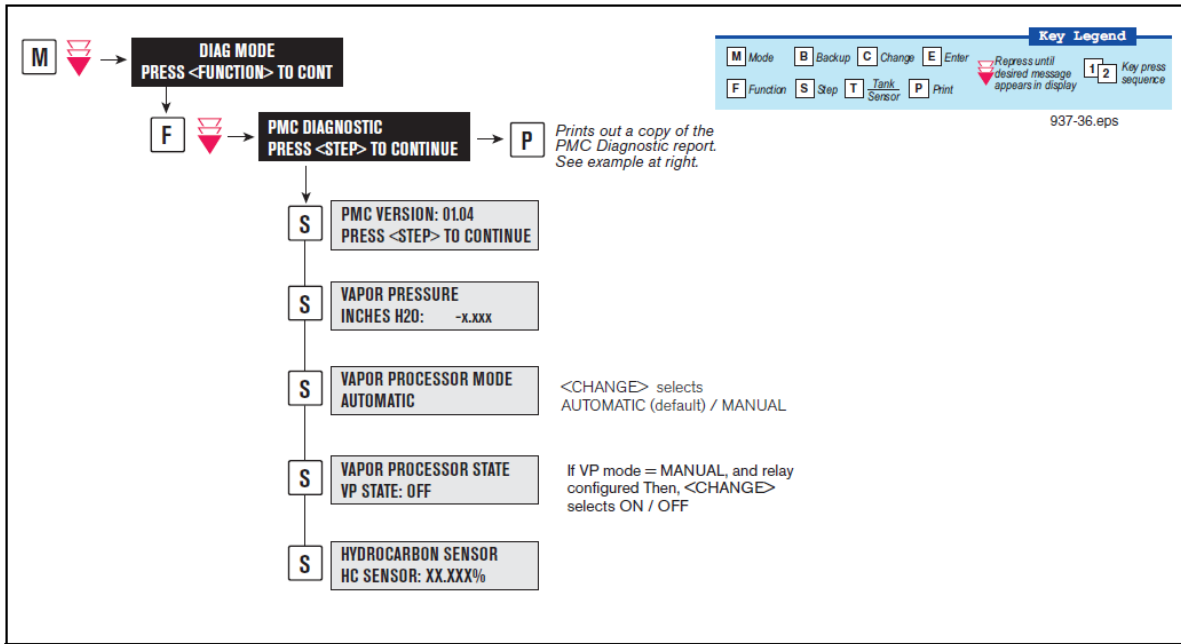 M
DIAG MODE
PRESS <FUNCTION> TO CONT
Key Legend
M Mode B Backup C Change E Enter
F Function S Step T Tank/Sensor P Print
Repress until
desired message
appears in display
1 2 Key press
sequence
937-36.eps
F
PMC DIAGNOSTIC
PRESS <STEP> TO CONTINUE
P
Prints out a copy of the
PMC Diagnostic report.
See example at right.
S
PMC VERSION: 01.04
PRESS <STEP> TO CONTINUE
S
VAPOR PRESSURE
INCHES H2O: -x.xxx
S
VAPOR PROCESSOR MODE
AUTOMATIC
<CHANGE> selects
AUTOMATIC (default) / MANUAL
S
VAPOR PROCESSOR STATE
VP STATE: OFF
If VP mode = MANUAL, and relay
configured Then, <CHANGE>
selects ON / OFF
S
HYDROCARBON SENSOR
HC SENSOR: XX.XXX%